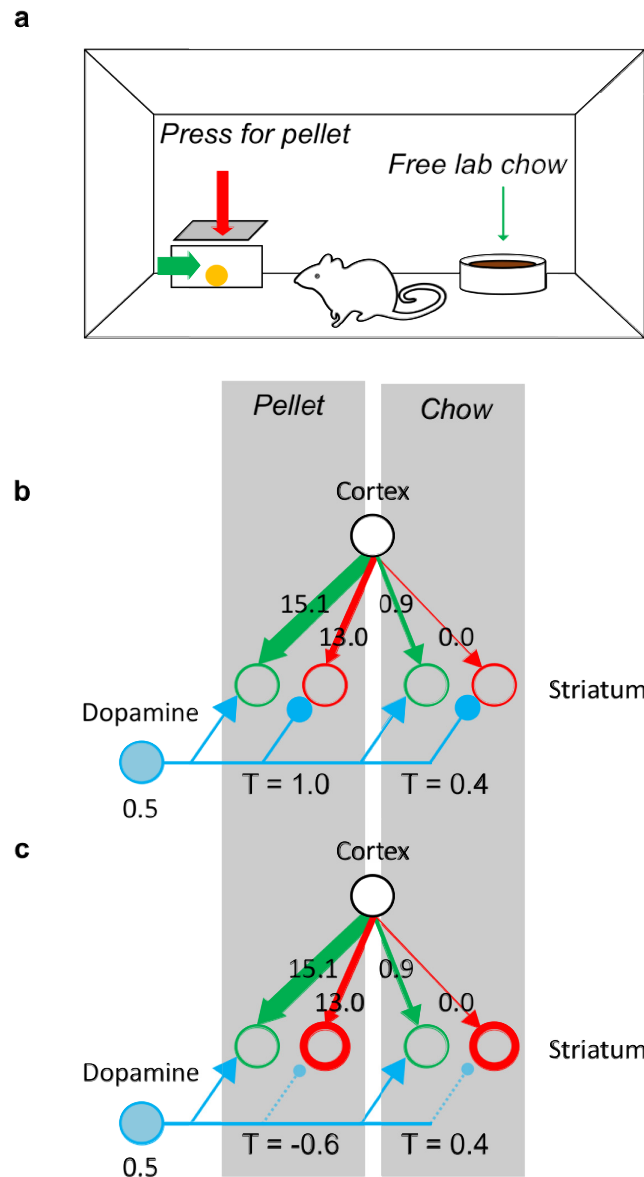 a
Press for pellet
Free lab chow
Pellet
Chow
b
Cortex
15.1
0.9
13.0
0.0
Striatum
Dopamine
0.5
T = 1.0
T = 0.4
c
Cortex
15.1
0.9
13.0
0.0
Striatum
Dopamine
0.5
T = -0.6
T = 0.4